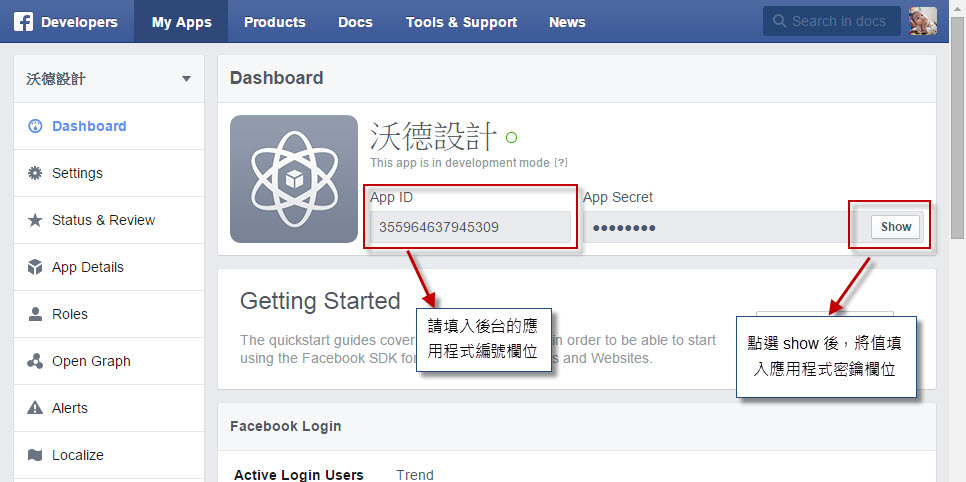 Developers My Apps Products Docs Tools & Support News Search in docs
沃德設計
Dashboard
Settings
Status & Review
App Details
Roles
Open Graph
Alerts
Localize
Dashboard
沃德設計
This app is in development mode [?]
App ID
355964637945309
App Secret
●●●●●●●●
Show
請填入後台的應
用程式編號欄位
點選 show 後，將值填
入應用程式密鑰欄位
Getting Started
The quickstart guides cover in order to be able to start
using the Facebook SDK for s and Websites.
Facebook Login
Active Login Users Trend